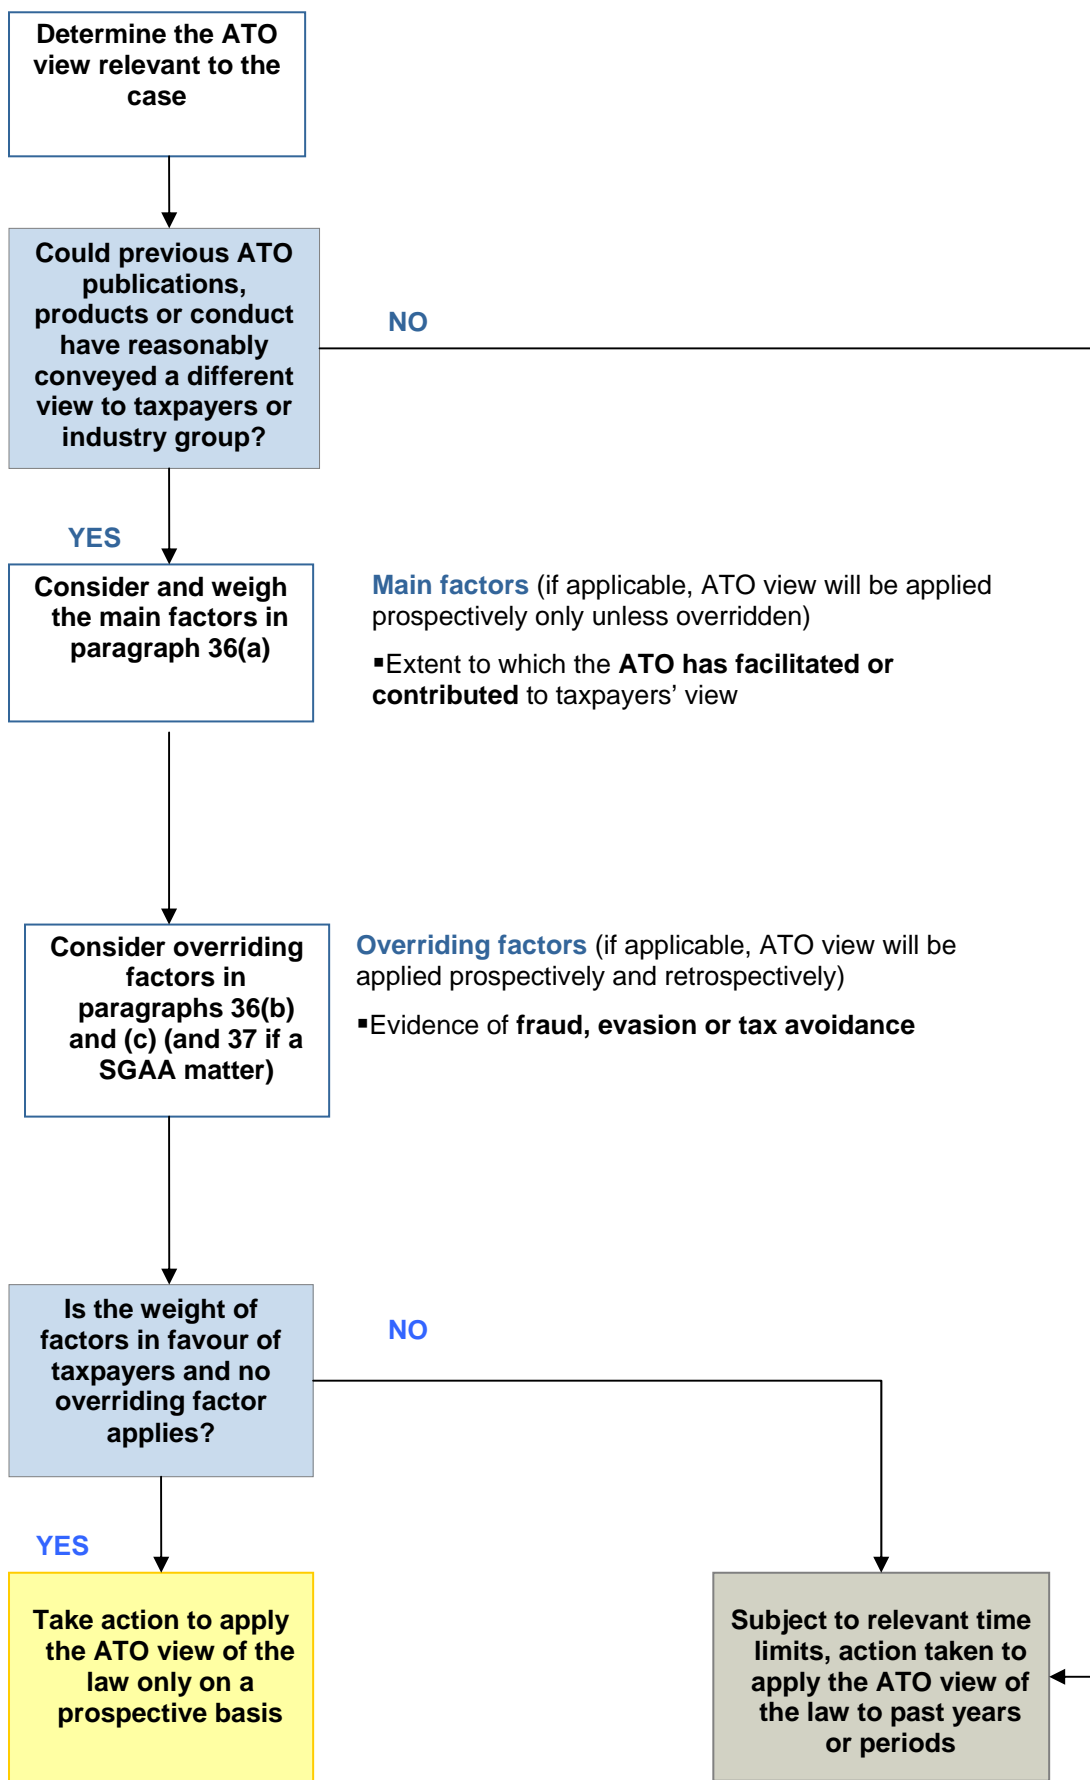 Determine the ATO
view relevant to the
case
Could previous ATO
publications,
products or conduct
have reasonably
conveyed a different
view to taxpayers or
industry group?
NO
YES
Consider and weigh
the main factors in
paragraph 36(a)
Main factors (if applicable, ATO view will be applied
prospectively only unless overridden)
▪Extent to which the ATO has facilitated or
contributed to taxpayers’ view
Consider overriding
factors in
paragraphs 36(b)
and (c) (and 37 if a
SGAA matter)
Overriding factors (if applicable, ATO view will be
applied prospectively and retrospectively)
▪Evidence of fraud, evasion or tax avoidance
Is the weight of
factors in favour of
taxpayers and no
overriding factor
applies?
NO
YES
Take action to apply
the ATO view of the
law only on a
prospective basis
Subject to relevant time
limits, action taken to
apply the ATO view of
the law to past years
or periods